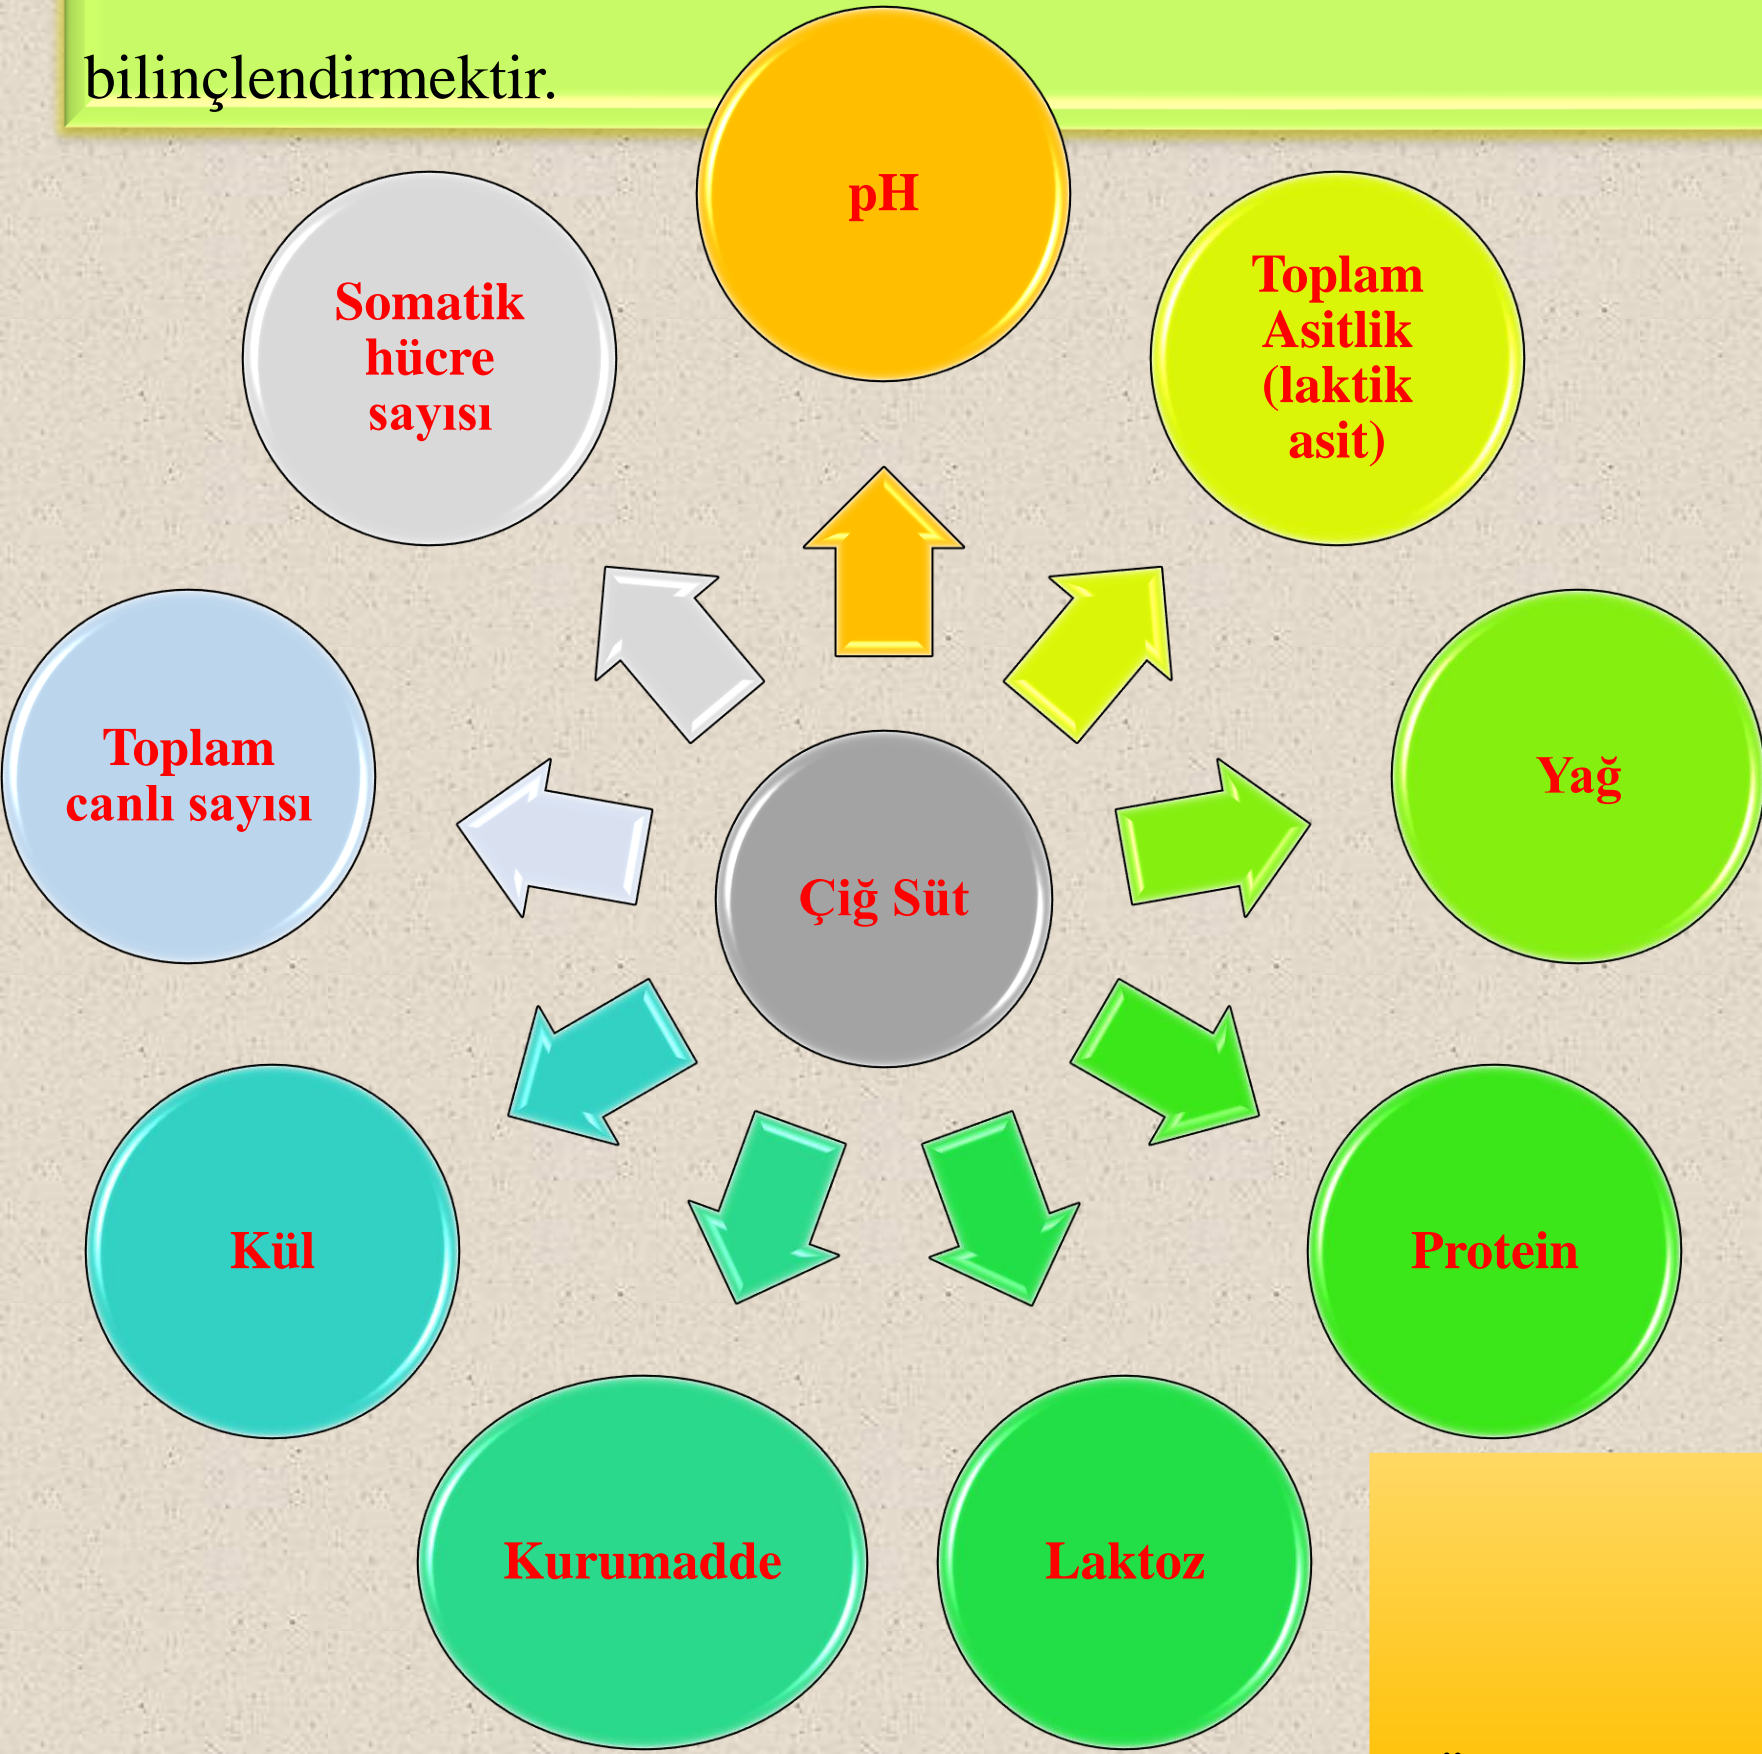 bilinçlendirmektir.
pH
Toplam
Asitlik
(laktik
asit)
Yağ
Protein
Laktoz
Kurumadde
Kül
Toplam
canlı sayısı
Somatik
hücre
sayısı
Çiğ Süt